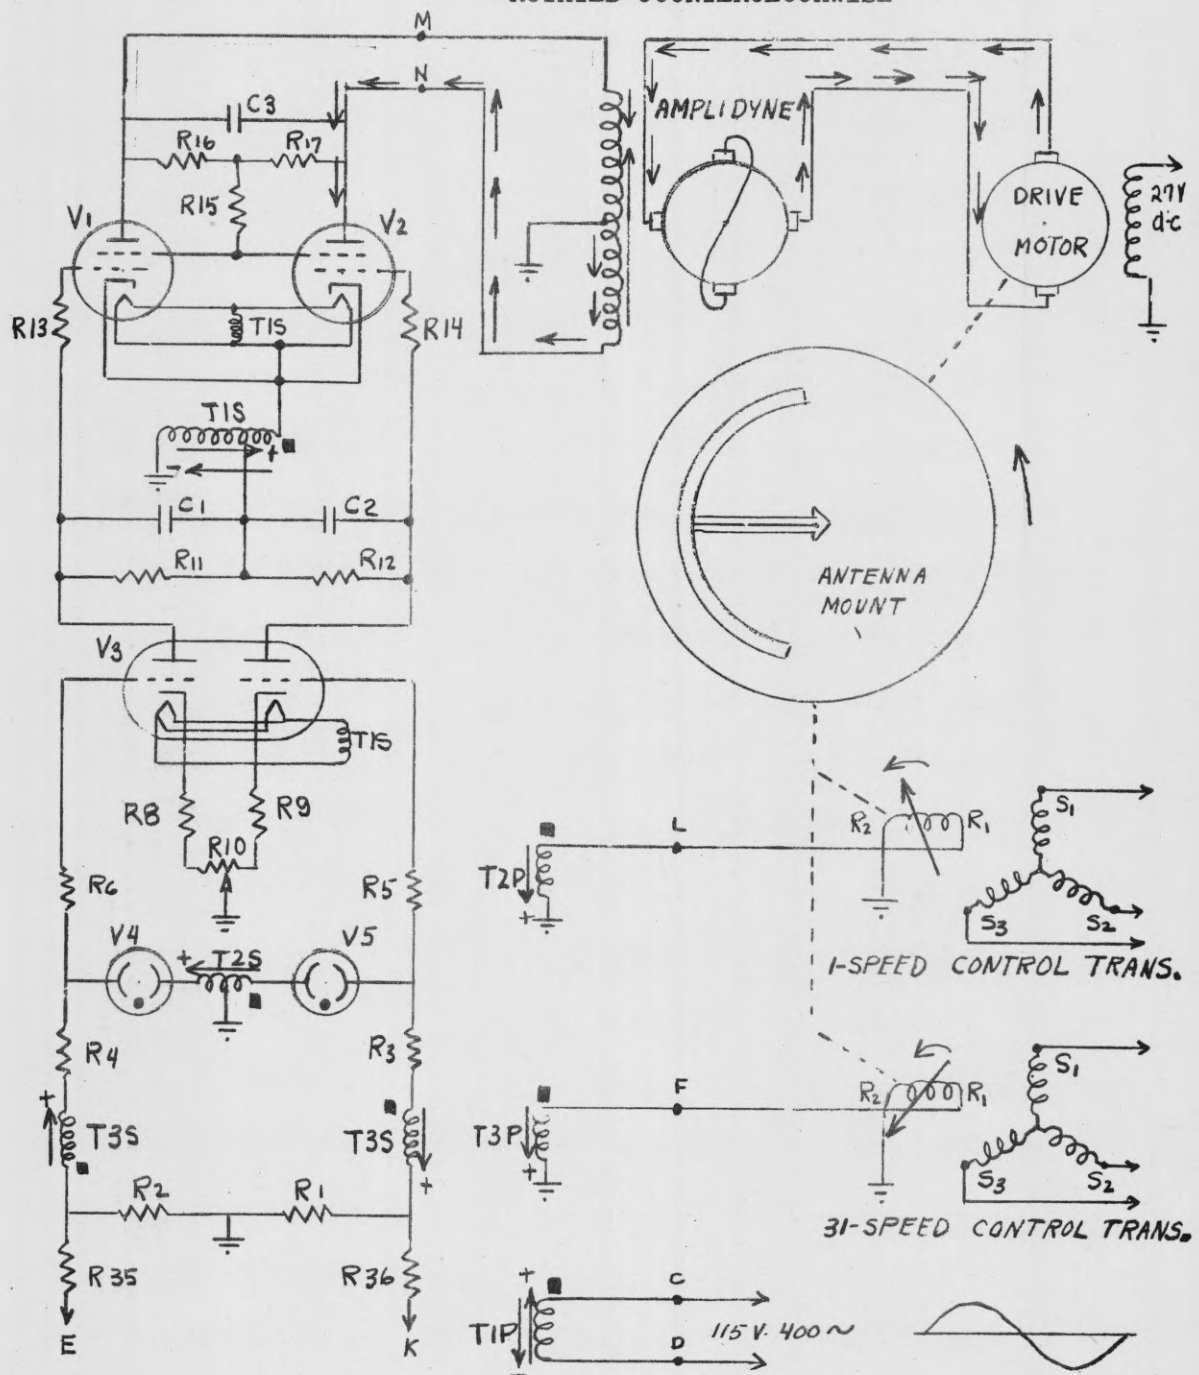 ROTATED COUNTERCLOCKWISE
M
N
C3
R16
R17
R15
V1
V2
AMPLIDYNE
DRIVE
MOTOR
27V
d-c
R13
T1S
R14
T1S
+
-
C1
C2
R11
R12
ANTENNA
MOUNT
V3
T1S
R8
R9
R10
R6
R5
V4
+
T2S
V5
T2P
+
L
R2
R1
S1
S3
S2
1-SPEED CONTROL TRANS.
R4
R3
+
T3S
T3S
+
T3P
+
F
R2
R1
S1
S3
S2
31-SPEED CONTROL TRANS.
R2
R1
R35
R36
E
K
+
T1P
C
D
115 V. 400~